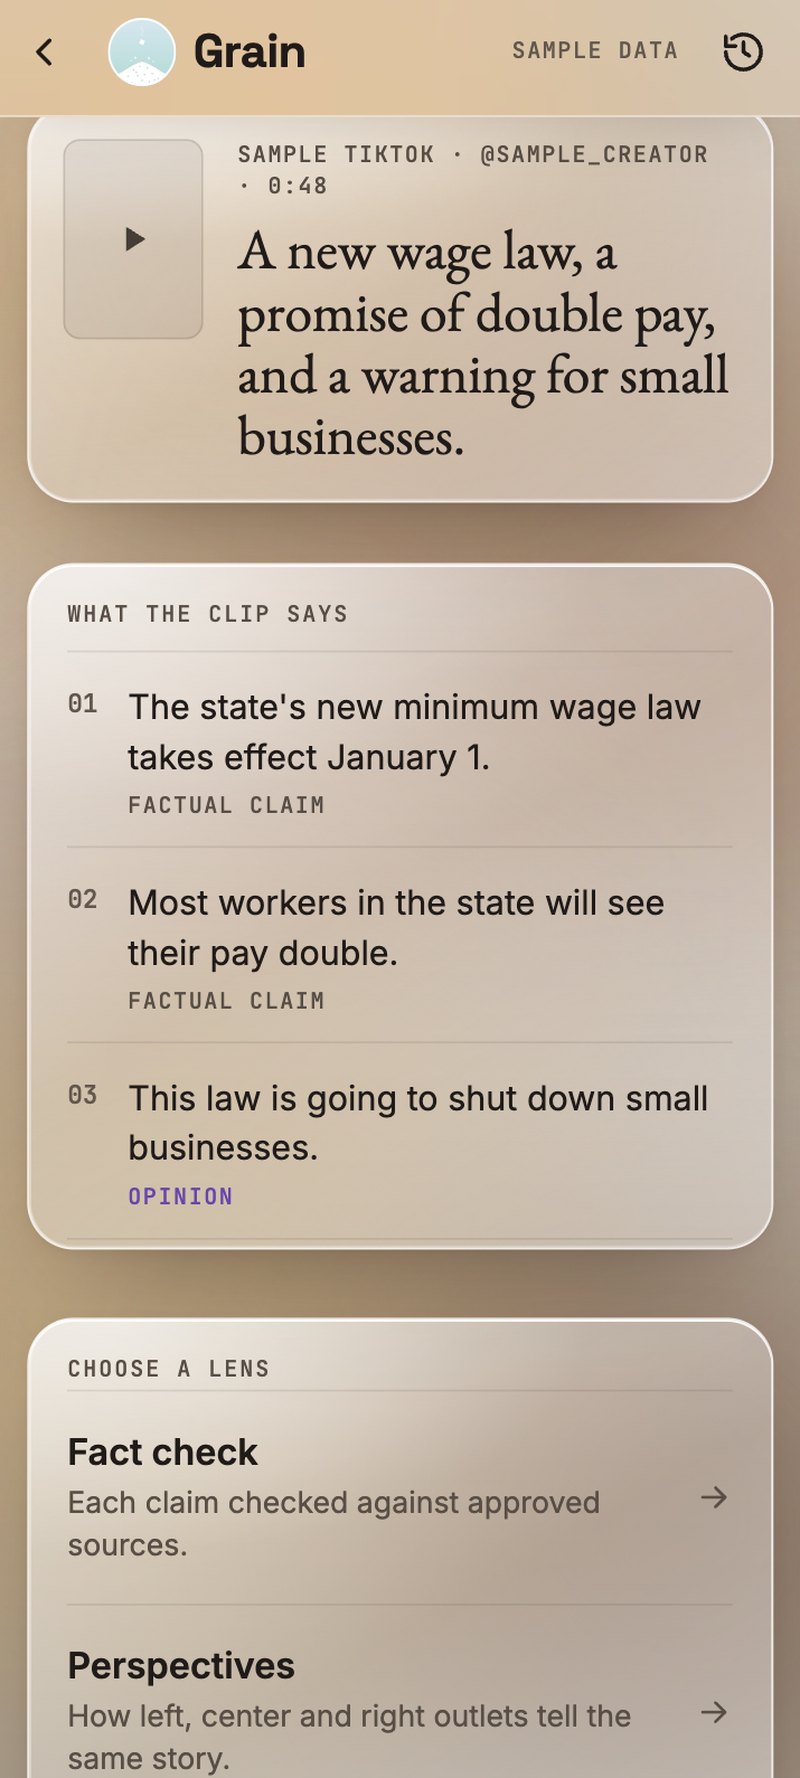 Grain
SAMPLE DATA
SAMPLE TIKTOK · @SAMPLE_CREATOR
· 0:48
A new wage law, a
promise of double pay,
and a warning for small
businesses.
WHAT THE CLIP SAYS
01
The state's new minimum wage law
takes effect January 1.
FACTUAL CLAIM
02
Most workers in the state will see
their pay double.
FACTUAL CLAIM
03
This law is going to shut down small
businesses.
OPINION
CHOOSE A LENS
Fact check
Each claim checked against approved
sources.
Perspectives
How left, center and right outlets tell the
same story.